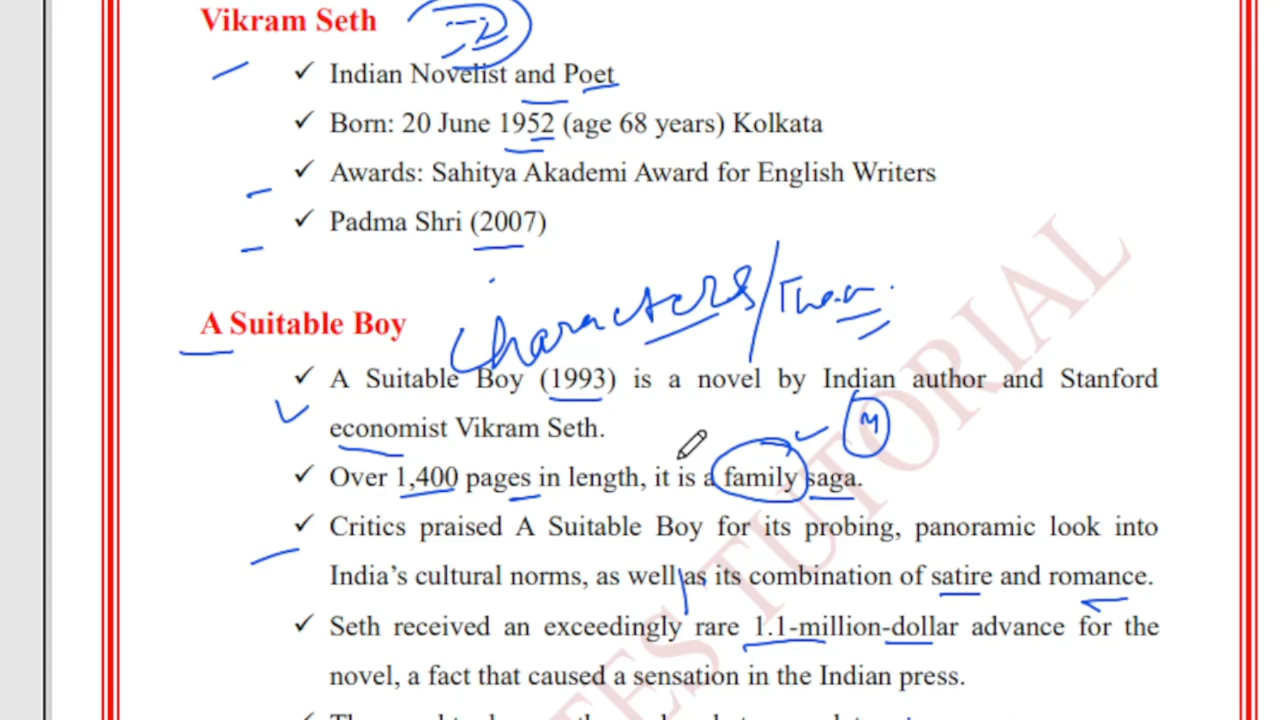 Vikram Seth
✓ Indian Novelist and Poet
✓ Born: 20 June 1952 (age 68 years) Kolkata
✓ Awards: Sahitya Akademi Award for English Writers
✓ Padma Shri (2007)
Characters/
A Suitable Boy
✓ A Suitable Boy (1993) is a novel by Indian author and Stanford
economist Vikram Seth.
✓ Over 1,400 pages in length, it is a family saga.
✓ Critics praised A Suitable Boy for its probing, panoramic look into
India's cultural norms, as well as its combination of satire and romance.
✓ Seth received an exceedingly rare 1.1-million-dollar advance for the
novel, a fact that caused a sensation in the Indian press.
TUTORIAL